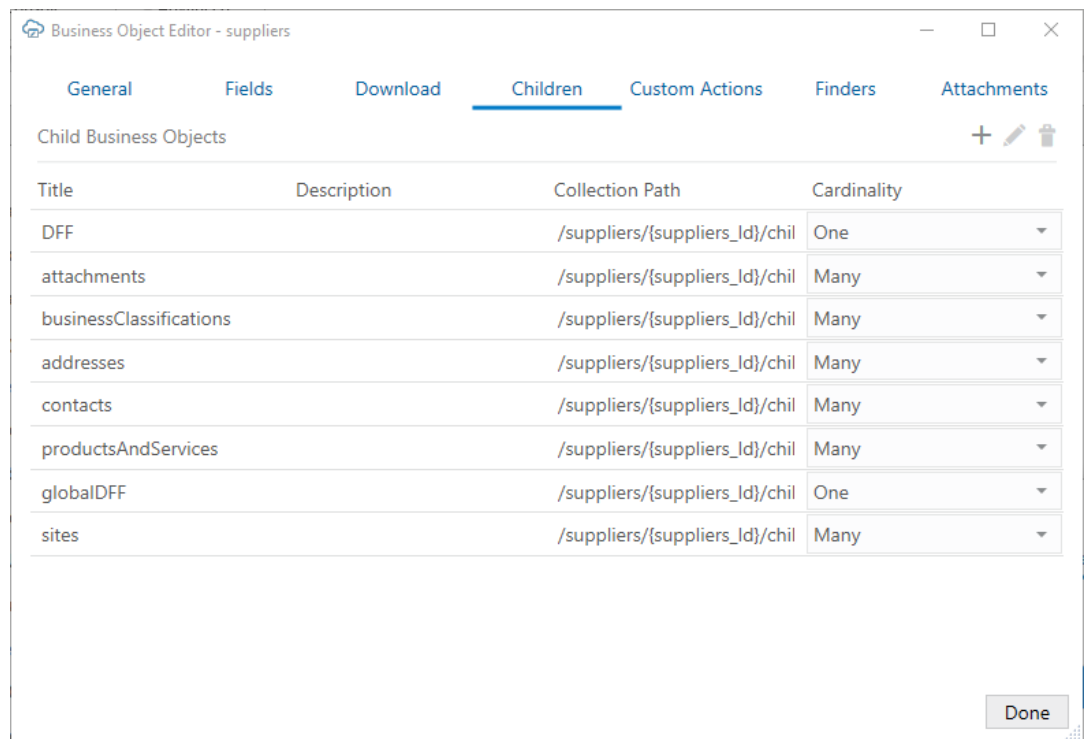 Business Object Editor - suppliers
General Fields Download Children Custom Actions Finders Attachments
Child Business Objects
Title Description Collection Path Cardinality
DFF /suppliers/{suppliers_Id}/chil One
attachments /suppliers/{suppliers_Id}/chil Many
businessClassifications /suppliers/{suppliers_Id}/chil Many
addresses /suppliers/{suppliers_Id}/chil Many
contacts /suppliers/{suppliers_Id}/chil Many
productsAndServices /suppliers/{suppliers_Id}/chil Many
globalDFF /suppliers/{suppliers_Id}/chil One
sites /suppliers/{suppliers_Id}/chil Many
Done